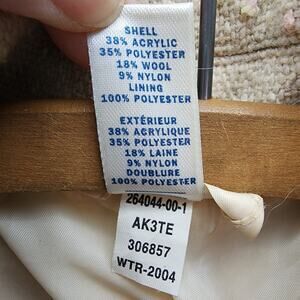 SHELL
38% ACRYLIC
35% POLYESTER
18% WOOL
9% NYLON
LINING
100% POLYESTER
EXTÉRIEUR
38% ACRYLIQUE
35% POLYESTER
18% LAINE
9% NYLON
DOUBLURE
100% POLYESTER
264044-00-1
AK3TE
306857
WTR-2004